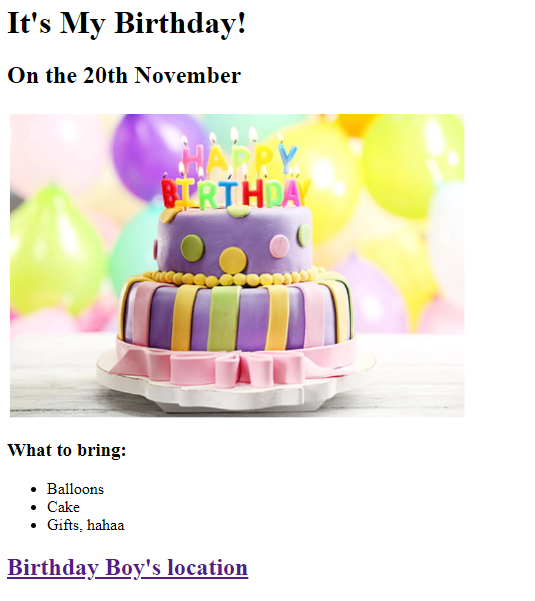 It's My Birthday!
On the 20th November
HAPPY
BIRTHDAY
What to bring:
Balloons
Cake
Gifts, hahaa
Birthday Boy's location